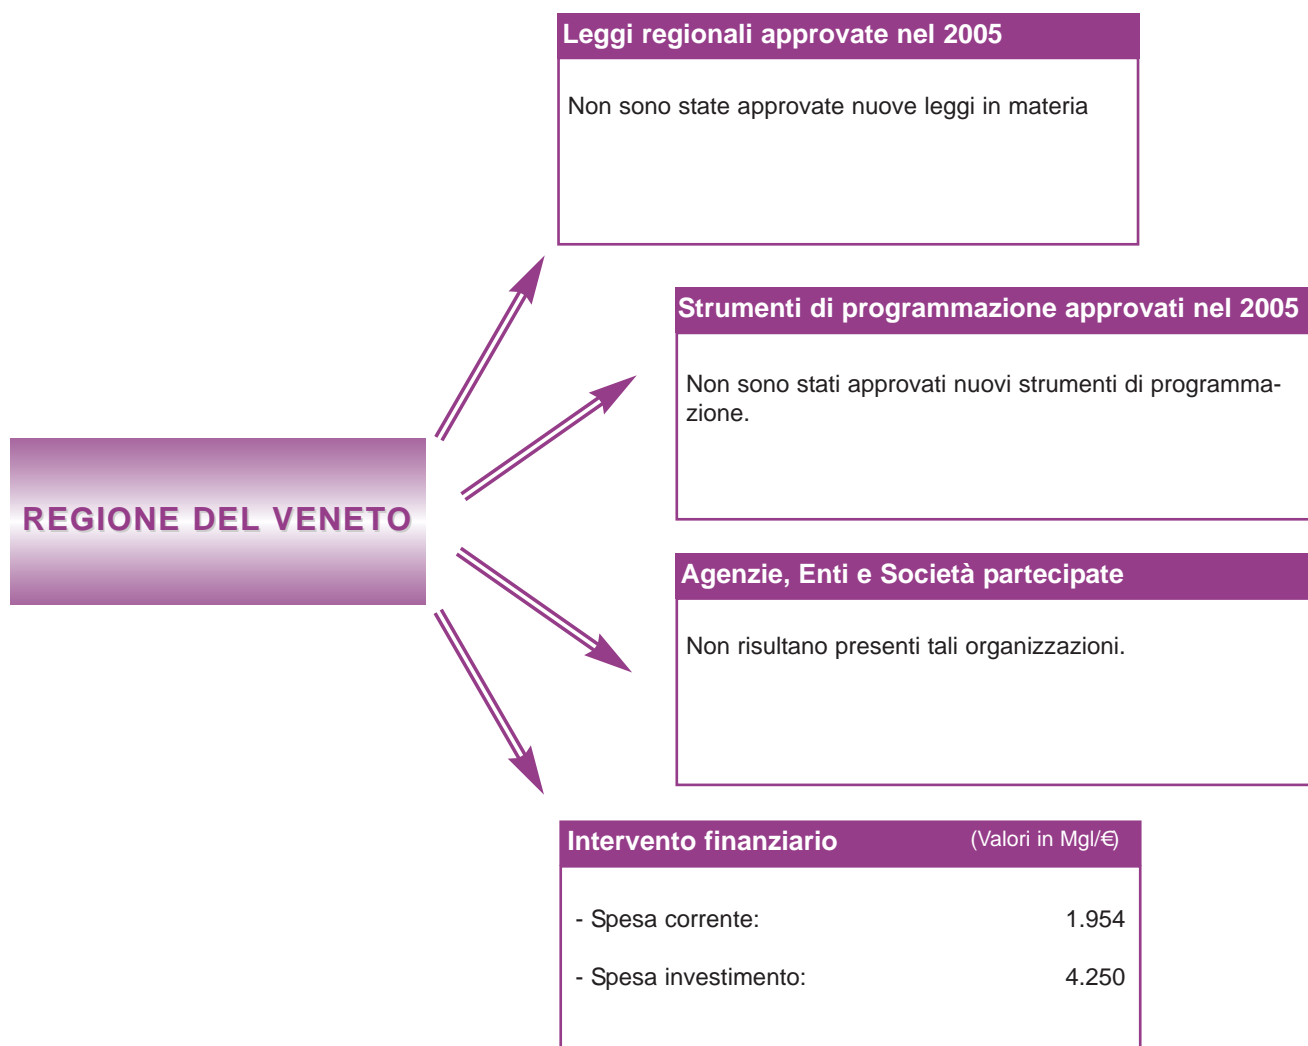 Leggi regionali approvate nel 2005
Non sono state approvate nuove leggi in materia
Strumenti di programmazione approvati nel 2005
Non sono stati approvati nuovi strumenti di programma-
zione.
REGIONE DEL VENETO
Agenzie, Enti e Società partecipate
Non risultano presenti tali organizzazioni.
Intervento finanziario (Valori in Mgl/€)
- Spesa corrente: 1.954
- Spesa investimento: 4.250